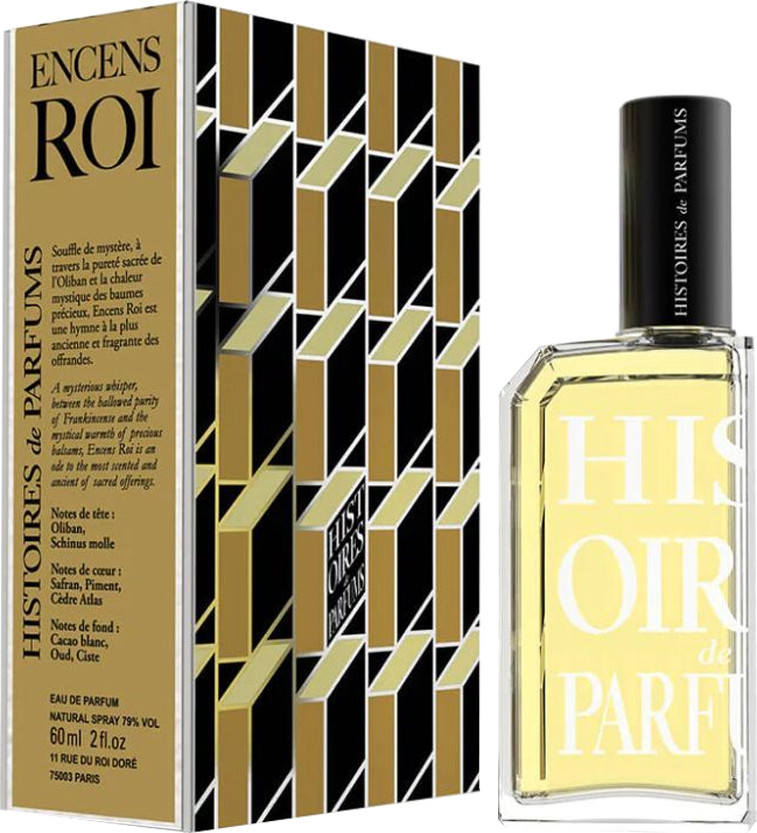 ENCENS
ROI
HISTOIRES de PARFUMS
Souffle de mystère, à
travers la pureté sacrée de
l'Oliban et la chaleur
mystique des baumes
précieux, Encens Roi est
une hymne à la plus
ancienne et fragrante des
offrandes.
A mysterious whisper,
between the hallowed purity
of Frankincense and the
mystical warmth of precious
balsams, Encens Roi is an
ode to the most scented and
ancient of sacred offerings.
Notes de tête :
Oliban,
Schinus molle
Notes de cœur :
Safran, Piment,
Cèdre Atlas
Notes de fond :
Cacao blanc,
Oud, Ciste
EAU DE PARFUM
NATURAL SPRAY 79% VOL
60ml 2fl.oz
11 RUE DU ROI DORÉ
75003 PARIS
HIST
OIRES
de
PARFUMS
HISTOIRES de PARFUMS
HIS
OIR
de
PARFU